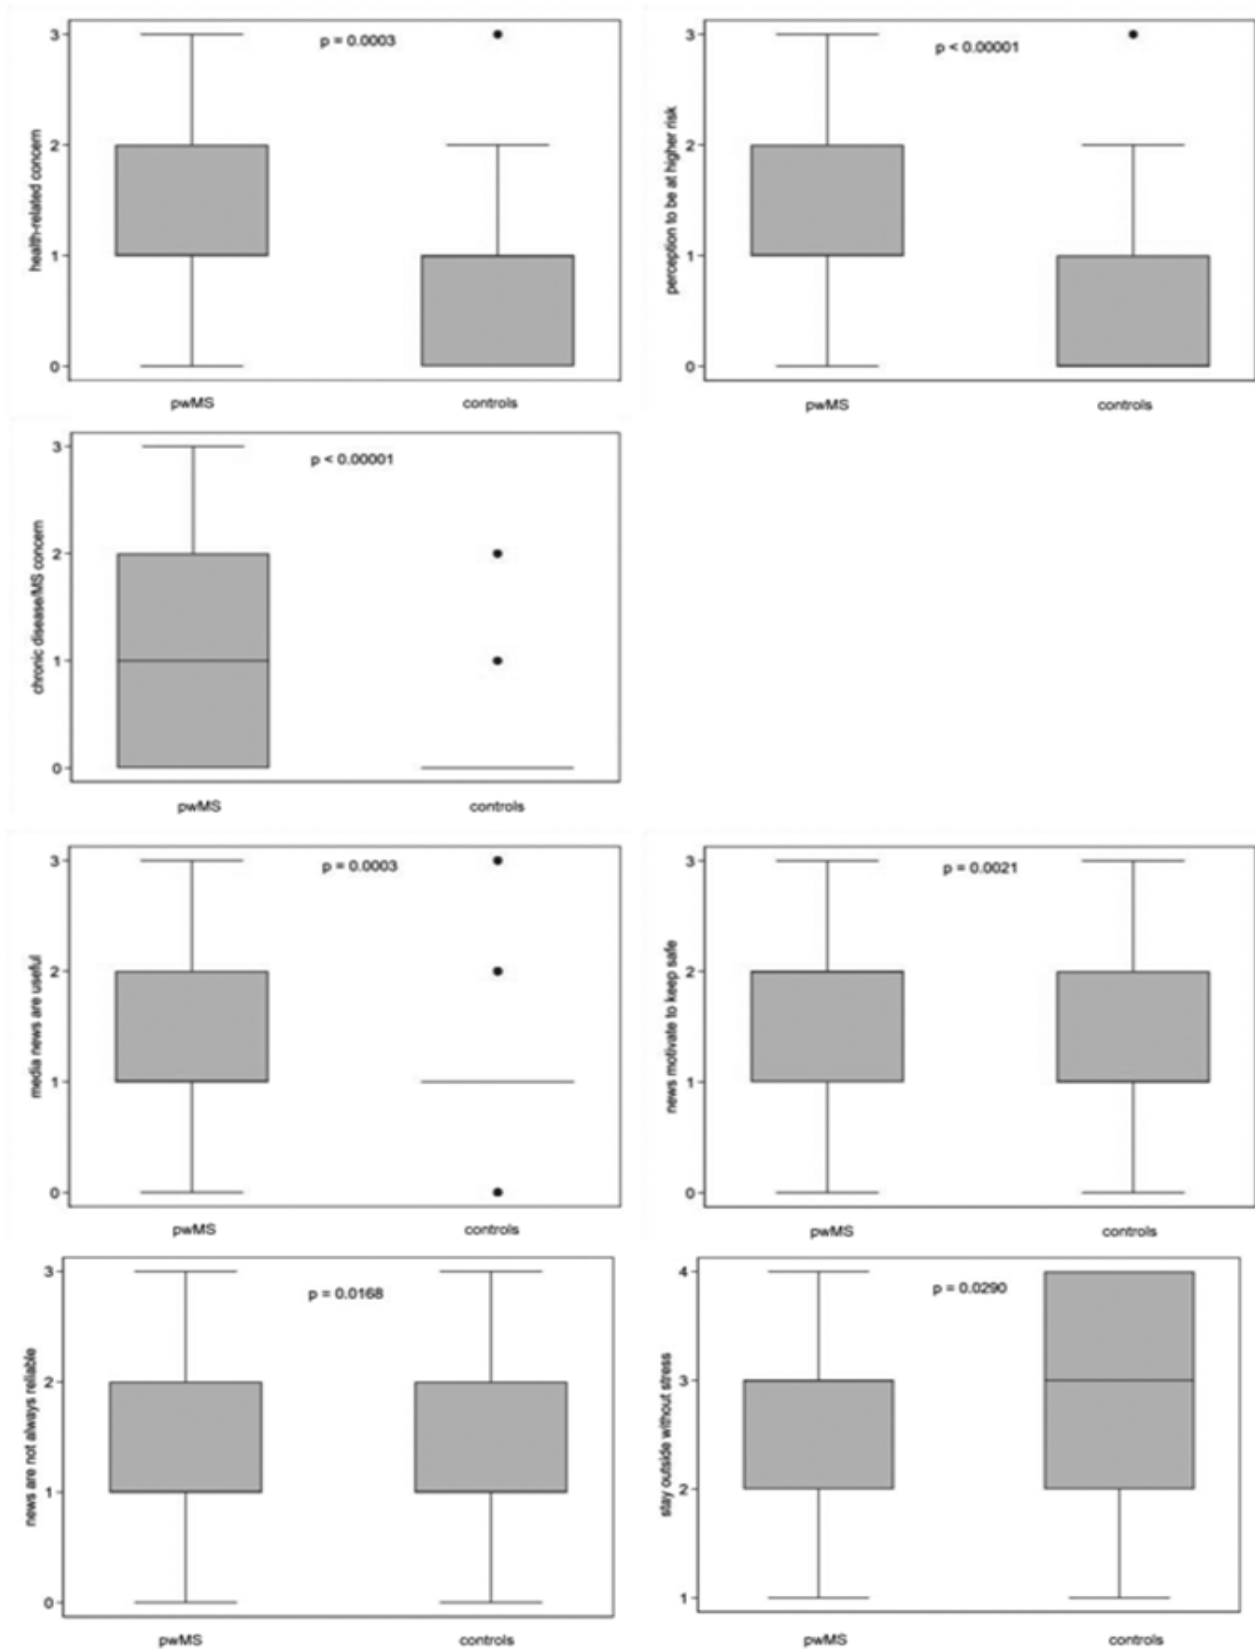 p = 0.0003
health-related concern
3
2
1
0
pwMS controls
p < 0.00001
perception to be at higher risk
3
2
1
0
pwMS controls
p < 0.00001
chronic disease/MS concern
3
2
1
0
pwMS controls
p = 0.0003
media news are useful
3
2
1
0
pwMS controls
p = 0.0021
news motivate to keep safe
3
2
1
0
pwMS controls
p = 0.0168
news are not always reliable
3
2
1
0
pwMS controls
p = 0.0290
stay outside without stress
4
3
2
1
pwMS controls